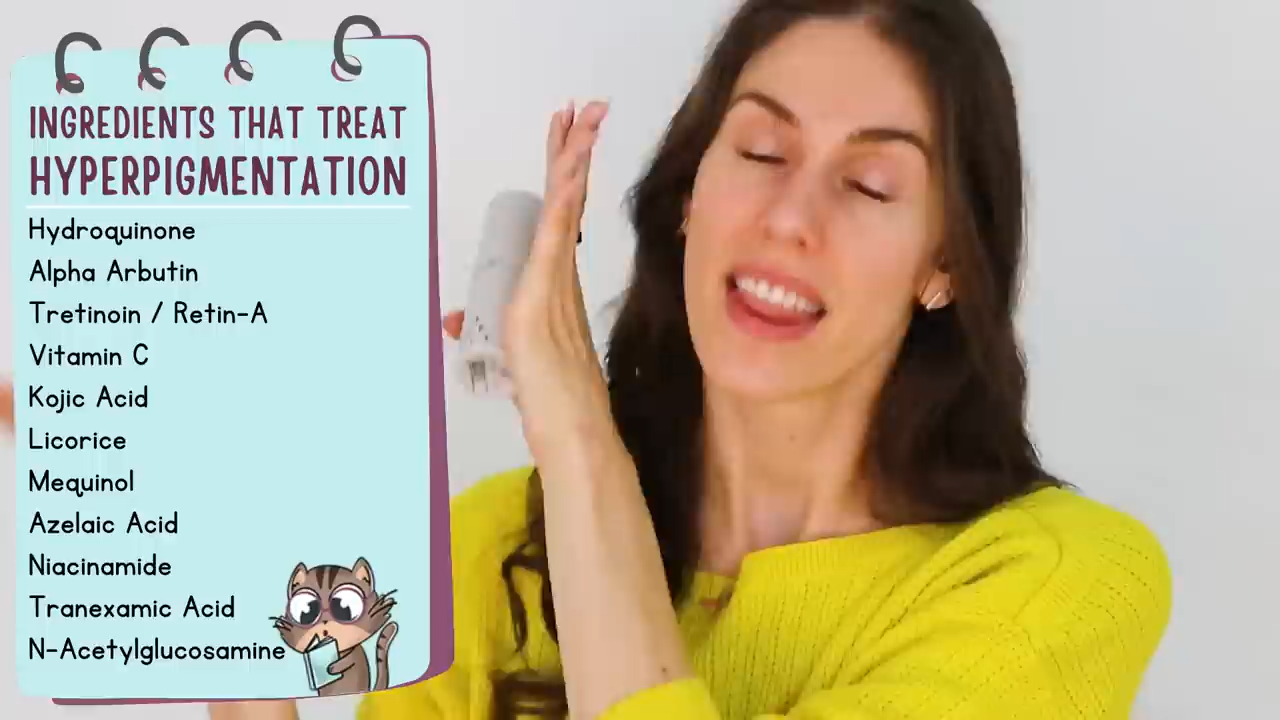 INGREDIENTS THAT TREAT
HYPERPIGMENTATION
Hydroquinone
Alpha Arbutin
Tretinoin / Retin-A
Vitamin C
Kojic Acid
Licorice
Mequinol
Azelaic Acid
Niacinamide
Tranexamic Acid
N-Acetylglucosamine